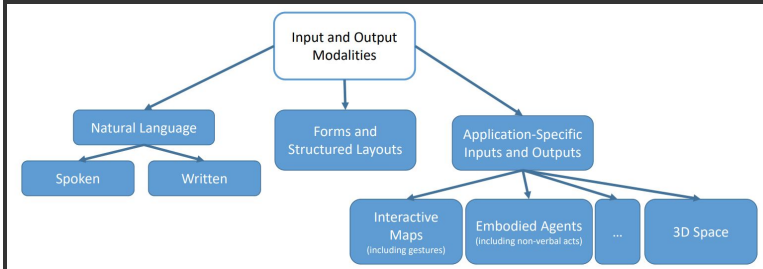 Input and Output
Modalities
Natural Language
Forms and
Structured Layouts
Application-Specific
Inputs and Outputs
Spoken
Written
Interactive
Maps
(including gestures)
Embodied Agents
(including non-verbal acts)
...
3D Space